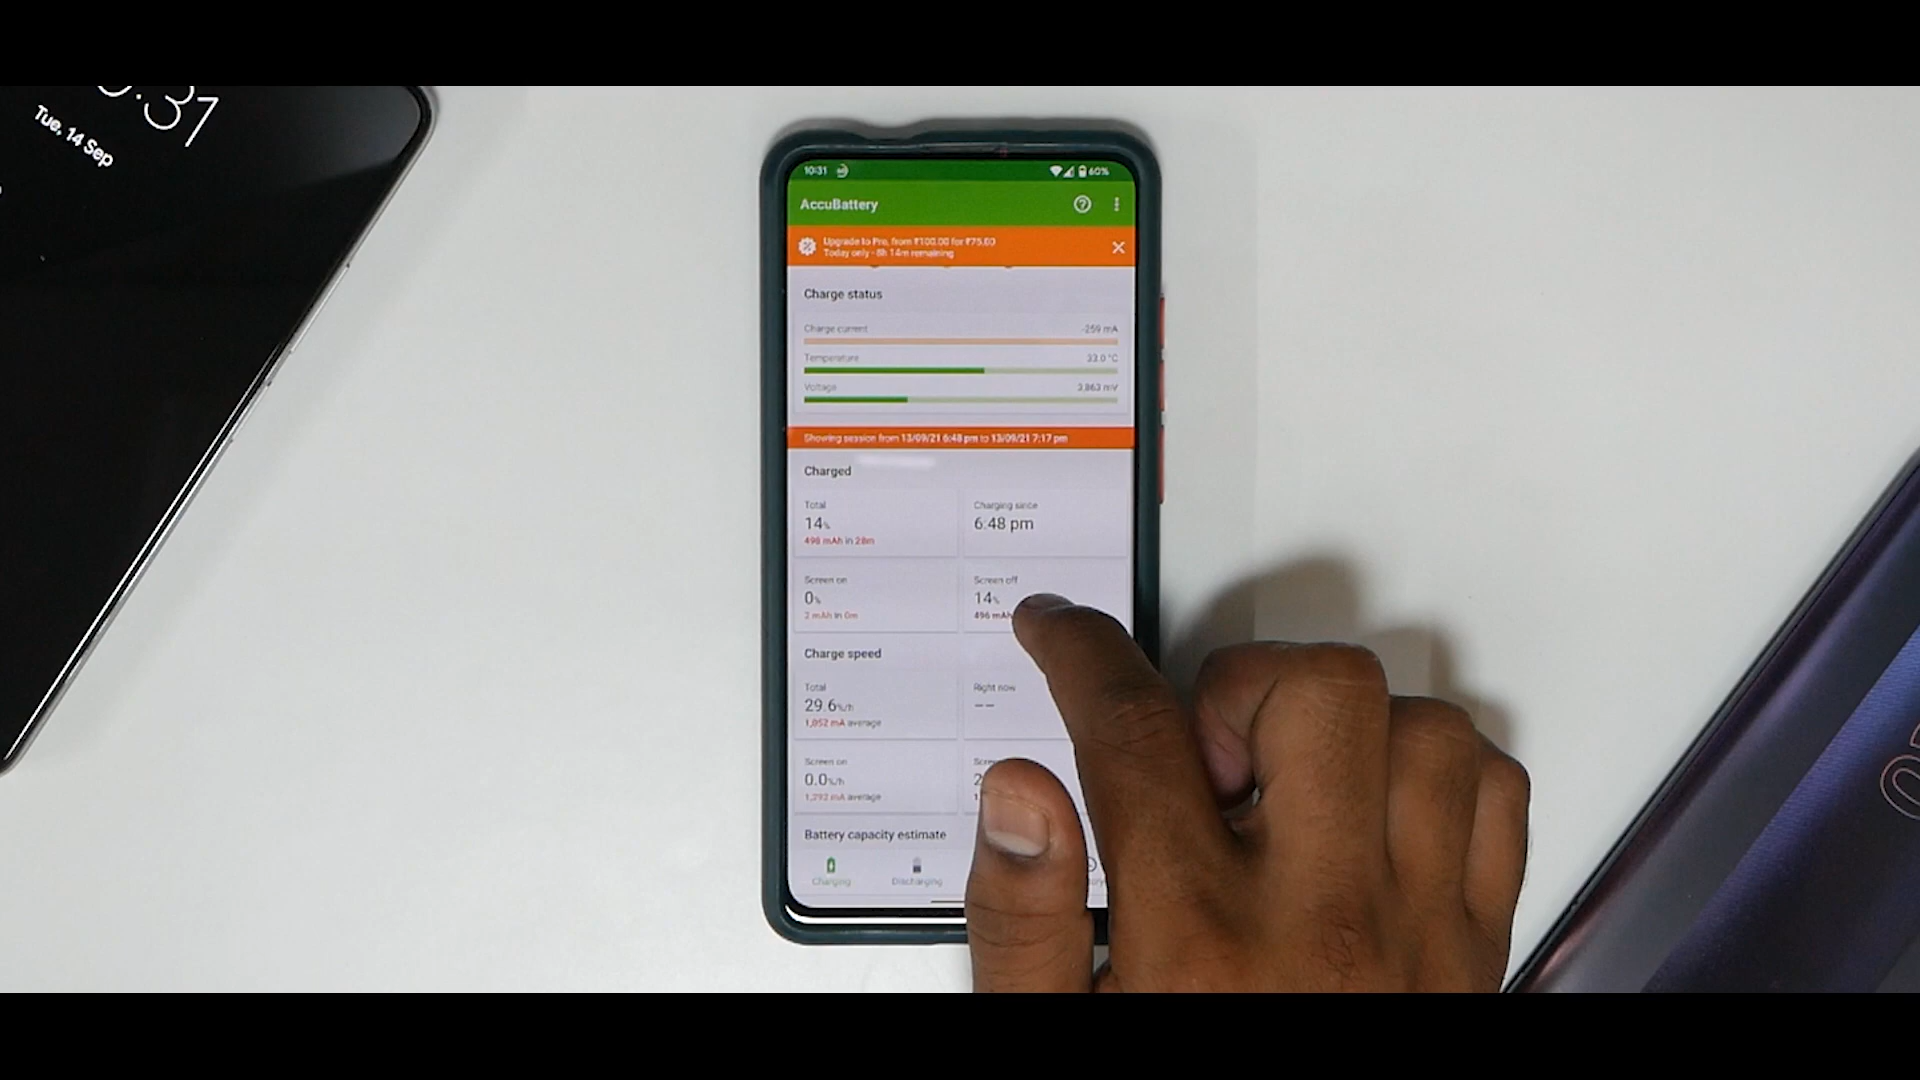 :31
Tue, 14 Sep
10:31
60%
AccuBattery
Upgrade to Pro, from ₹100.00 for ₹75.00
Today only - 8h 14m remaining
Charge status
Charge current
-259 mA
Temperature
33.0 °C
Voltage
3,863 mV
Showing session from 13/09/21 6:48 pm to 13/09/21 7:17 pm
Charged
Total
14%
498 mAh in 28m
Charging since
6:48 pm
Screen on
0%
2 mAh in 0m
Screen off
14%
496 mAh
Charge speed
Total
29.6%/h
1,052 mA average
Right now
--
Screen on
0.0%/h
1,292 mA average
Battery capacity estimate
Charging
Discharging